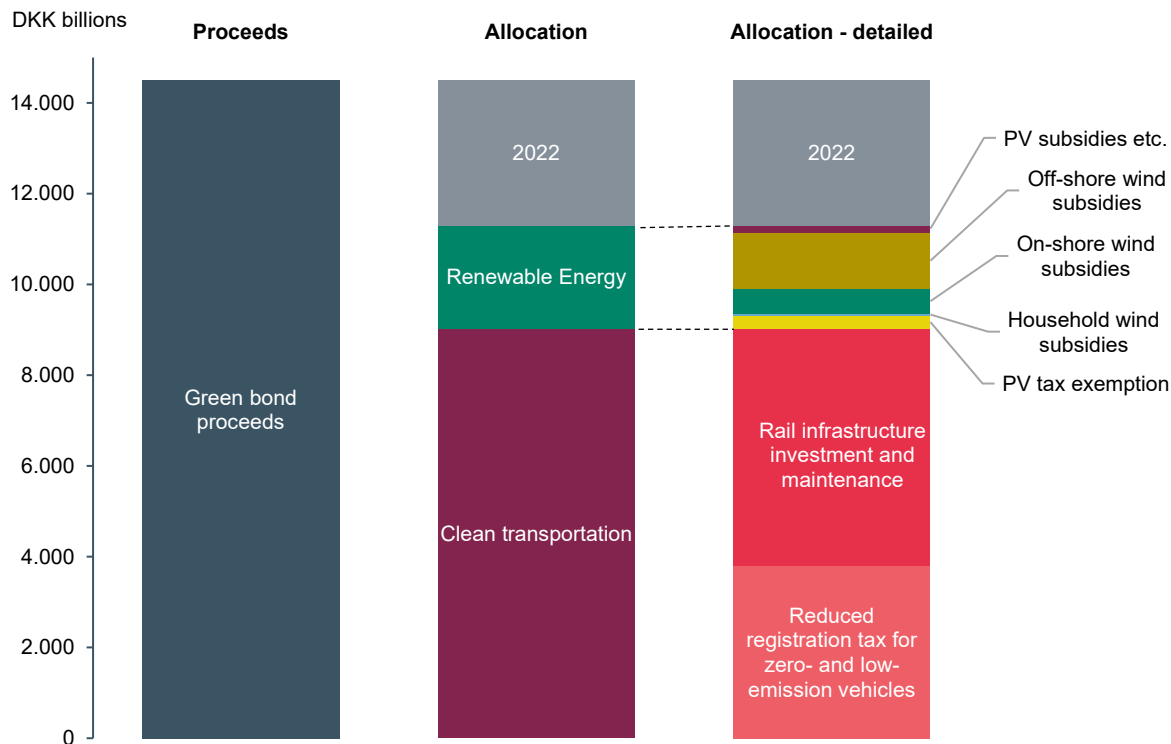 DKK billions
Proceeds
Allocation
Allocation - detailed
14.000
12.000
10.000
8.000
6.000
4.000
2.000
0
Green bond
proceeds
2022
Renewable Energy
Clean transportation
2022
Rail infrastructure
investment and
maintenance
Reduced
registration tax for
zero- and low-
emission vehicles
PV subsidies etc.
Off-shore wind
subsidies
On-shore wind
subsidies
Household wind
subsidies
PV tax exemption